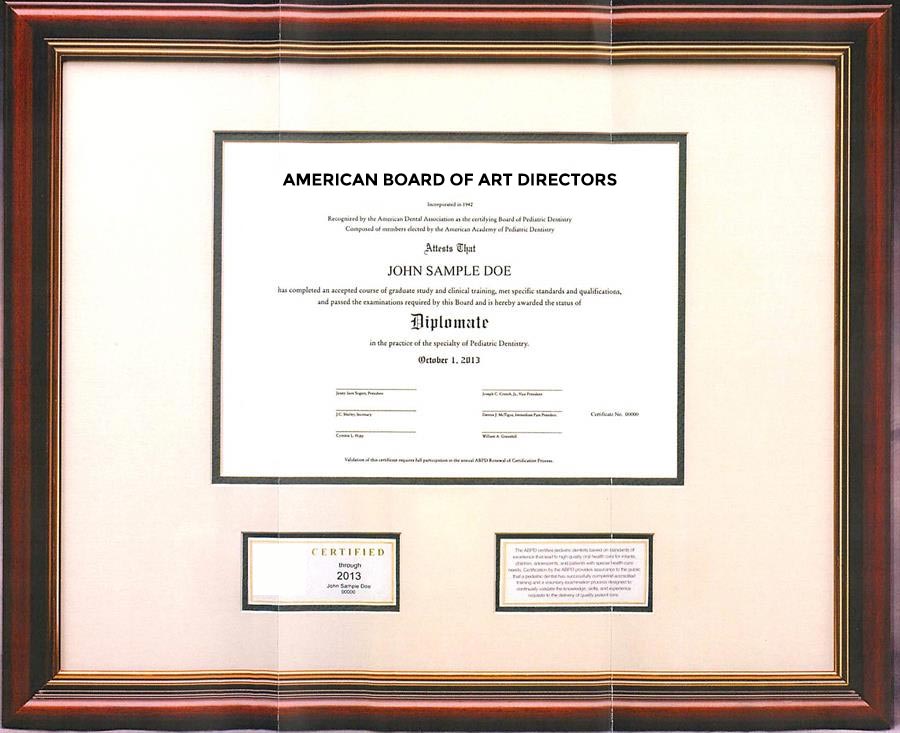 AMERICAN BOARD OF ART DIRECTORS
Incorporated in 1942
Recognized by the American Dental Association as the certifying Board of Pediatric Dentistry
Composed of members elected by the American Academy of Pediatric Dentistry
Attests That
JOHN SAMPLE DOE
has completed an accepted course of graduate study and clinical training, met specific standards and qualifications,
and passed the examinations required by this Board and is hereby awarded the status of
Diplomate
in the practice of the specialty of Pediatric Dentistry.
October 1, 2013
President
Joseph C. Creech, Jr., Vice President
J.C. Shirley, Secretary
Dennis J. McTigue, Immediate Past President
Certificate No. 00000
Cynthia L. Hipp
William A. Greenhill
Validation of this certificate requires full participation in the annual ABPD Renewal of Certification Process.
CERTIFIED
through
2013
John Sample Doe
00000
The ABPD certifies pediatric dentists based on standards of
excellence that lead to high quality oral health care for infants,
children, adolescents, and patients with special health care
needs. Certification by the ABPD provides assurance to the public
that a pediatric dentist has successfully completed accredited
training and a voluntary examination process designed to
continually validate the knowledge, skills, and experience
requisite to the delivery of quality patient care.